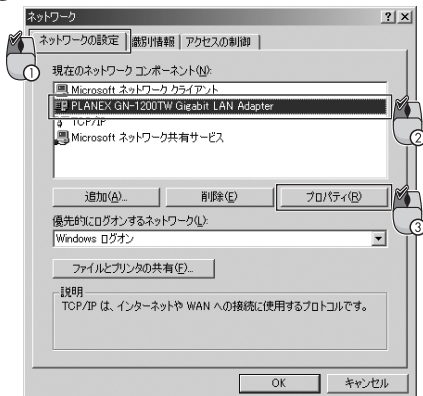 ネットワーク
ネットワークの設定 識別情報 アクセスの制御
①
現在のネットワーク コンポーネント(N):
Microsoft ネットワーク クライアント
PLANEX GN-1200TW Gigabit LAN Adapter
②
TCP/IP
Microsoft ネットワーク共有サービス
追加(A)... 削除(E) プロパティ(R)
③
優先的にログオンするネットワーク(L):
Windows ログオン
ファイルとプリンタの共有(F)...
説明
TCP/IP は、インターネットや WAN への接続に使用するプロトコルです。
OK キャンセル